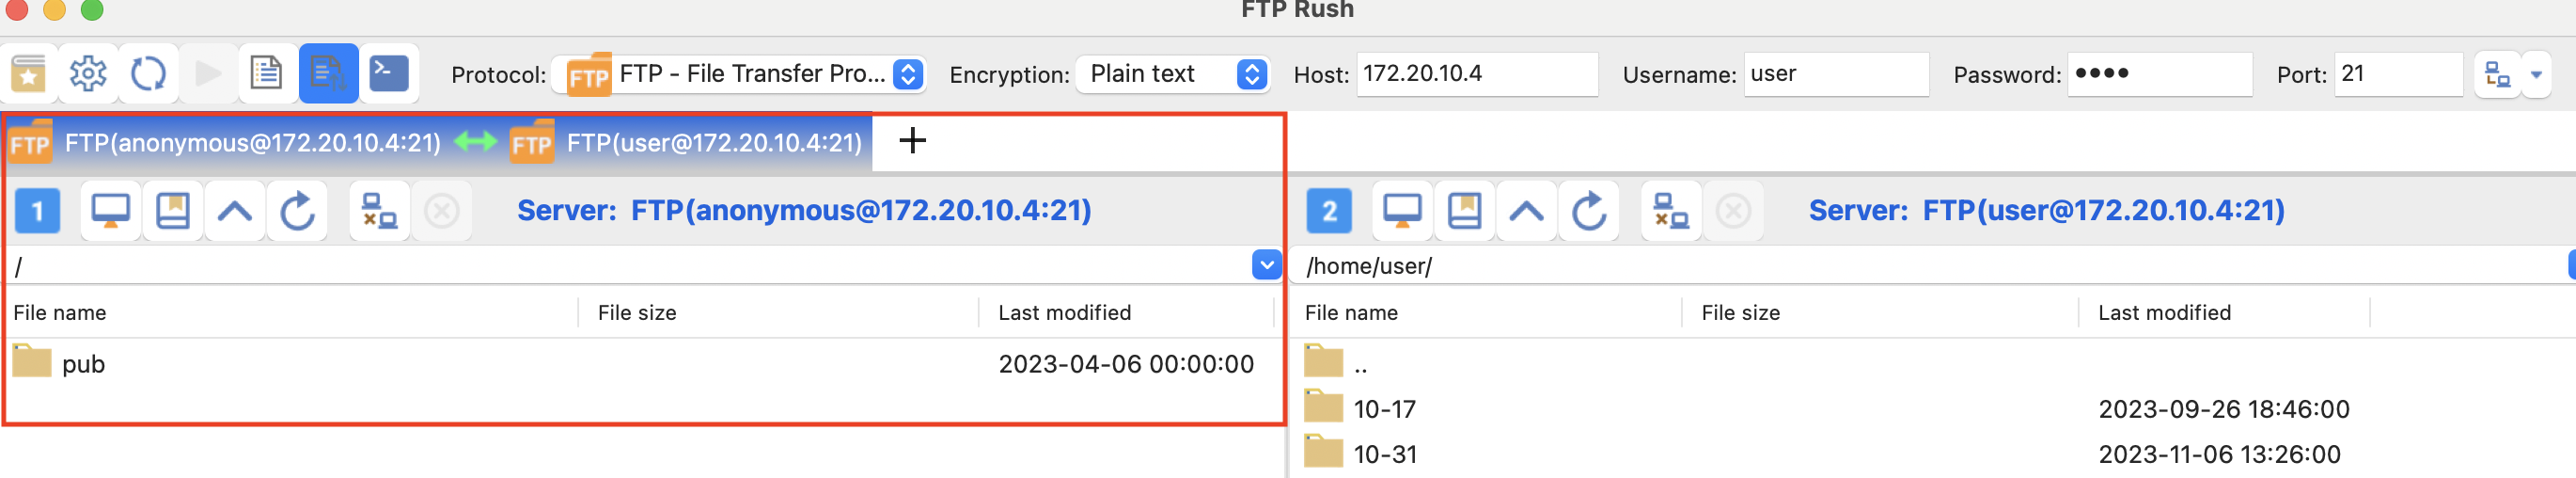 FTP Rush
Protocol: FTP FTP - File Transfer Pro... Encryption: Plain text Host: 172.20.10.4 Username: user Password: •••• Port: 21
FTP FTP(anonymous@172.20.10.4:21) FTP FTP(user@172.20.10.4:21) +
1 Server: FTP(anonymous@172.20.10.4:21)
/
File name File size Last modified
pub 2023-04-06 00:00:00
2 Server: FTP(user@172.20.10.4:21)
/home/user/
File name File size Last modified
..
10-17 2023-09-26 18:46:00
10-31 2023-11-06 13:26:00